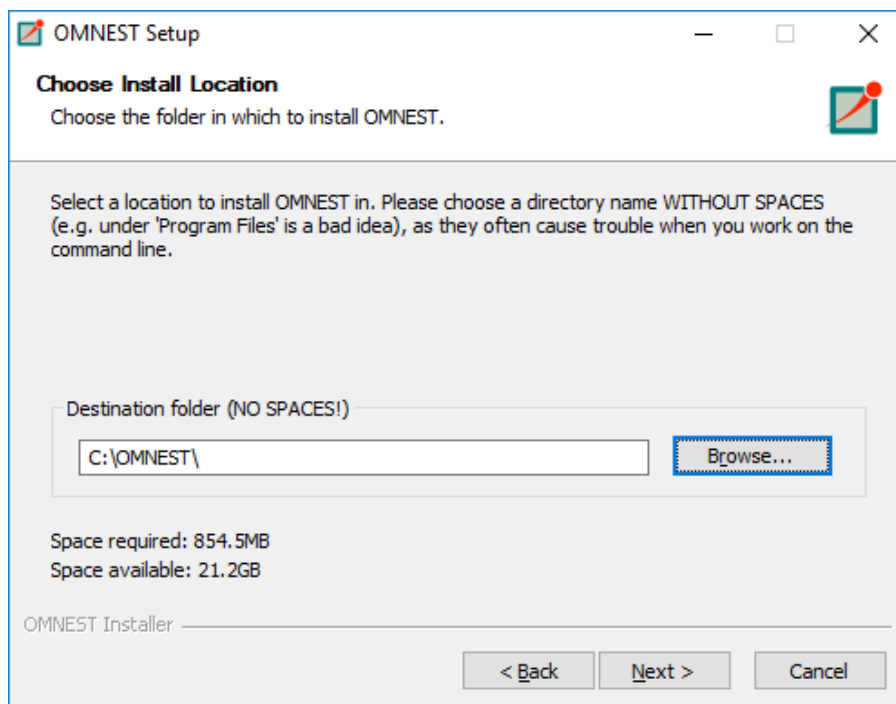 OMNEST Setup
Choose Install Location
Choose the folder in which to install OMNEST.
Select a location to install OMNEST in. Please choose a directory name WITHOUT SPACES
(e.g. under 'Program Files' is a bad idea), as they often cause trouble when you work on the
command line.
Destination folder (NO SPACES!)
C:\OMNEST\
Browse...
Space required: 854.5MB
Space available: 21.2GB
OMNEST Installer
< Back
Next >
Cancel